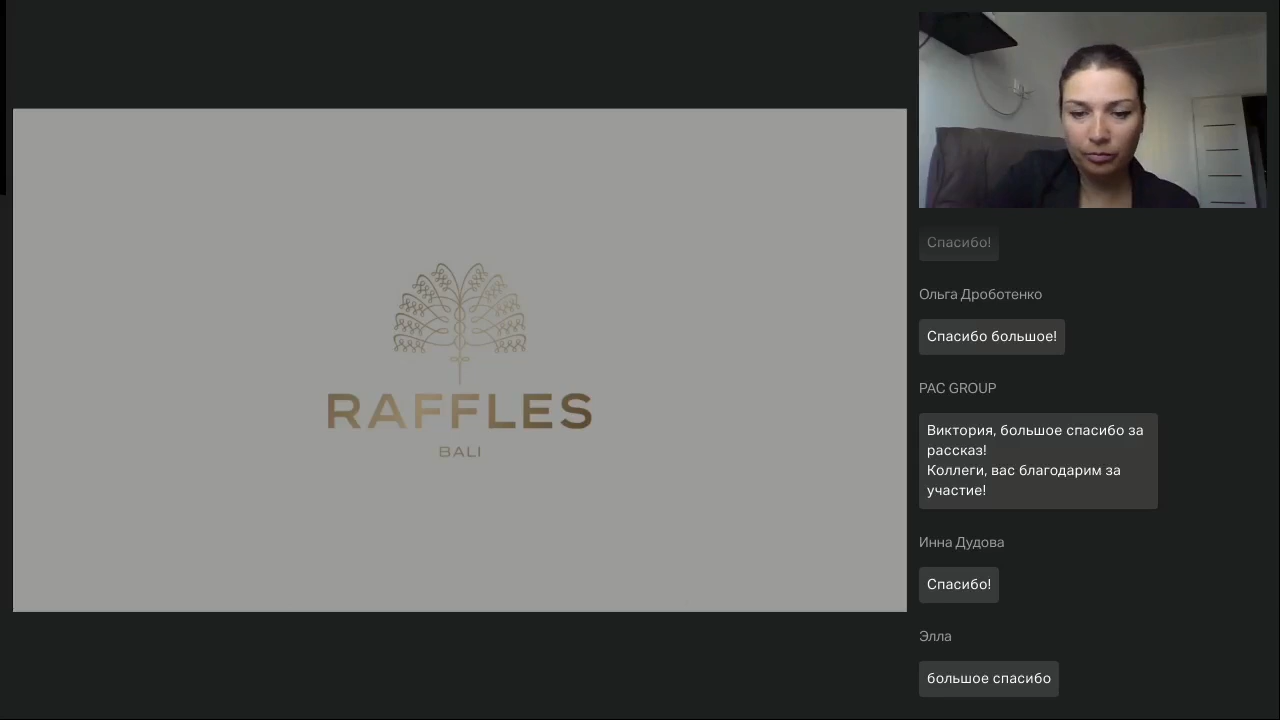 RAFFLES
BALI
Спасибо!
Ольга Дроботенко
Спасибо большое!
PAC GROUP
Виктория, большое спасибо за
рассказ!
Коллеги, вас благодарим за
участие!
Инна Дудова
Спасибо!
Элла
большое спасибо